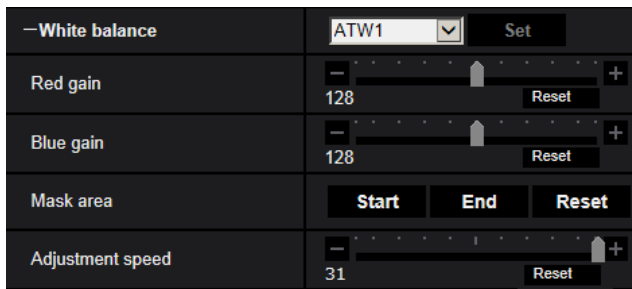 —White balance ATW1 Set
Red gain − +
128 Reset
Blue gain − +
128 Reset
Mask area Start End Reset
Adjustment speed − +
31 Reset